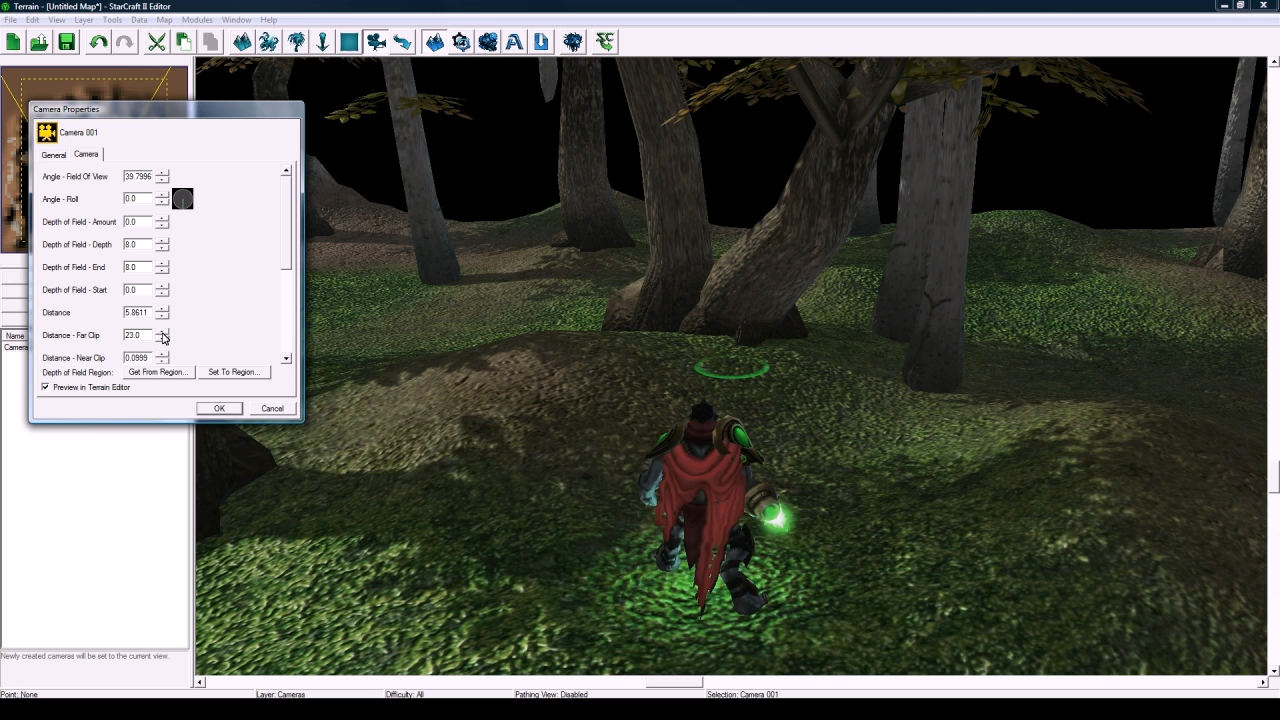 Terrain - [Untitled Map*] - StarCraft II Editor
File Edit View Layer Tools Data Map Modules Window Help
Camera Properties
Camera 001
General Camera
Angle - Field Of View 39.7996
Angle - Roll 0.0
Depth of Field - Amount 0.0
Depth of Field - Depth 8.0
Depth of Field - End 8.0
Depth of Field - Start 0.0
Distance 5.8611
Distance - Far Clip 23.0
Distance - Near Clip 0.0999
Depth of Field Region: Get From Region... Set To Region...
Preview in Terrain Editor
OK Cancel
Name
Camera
Newly created cameras will be set to the current view.
Point: None Layer: Cameras Difficulty: All Pathing View: Disabled Selection: Camera 001